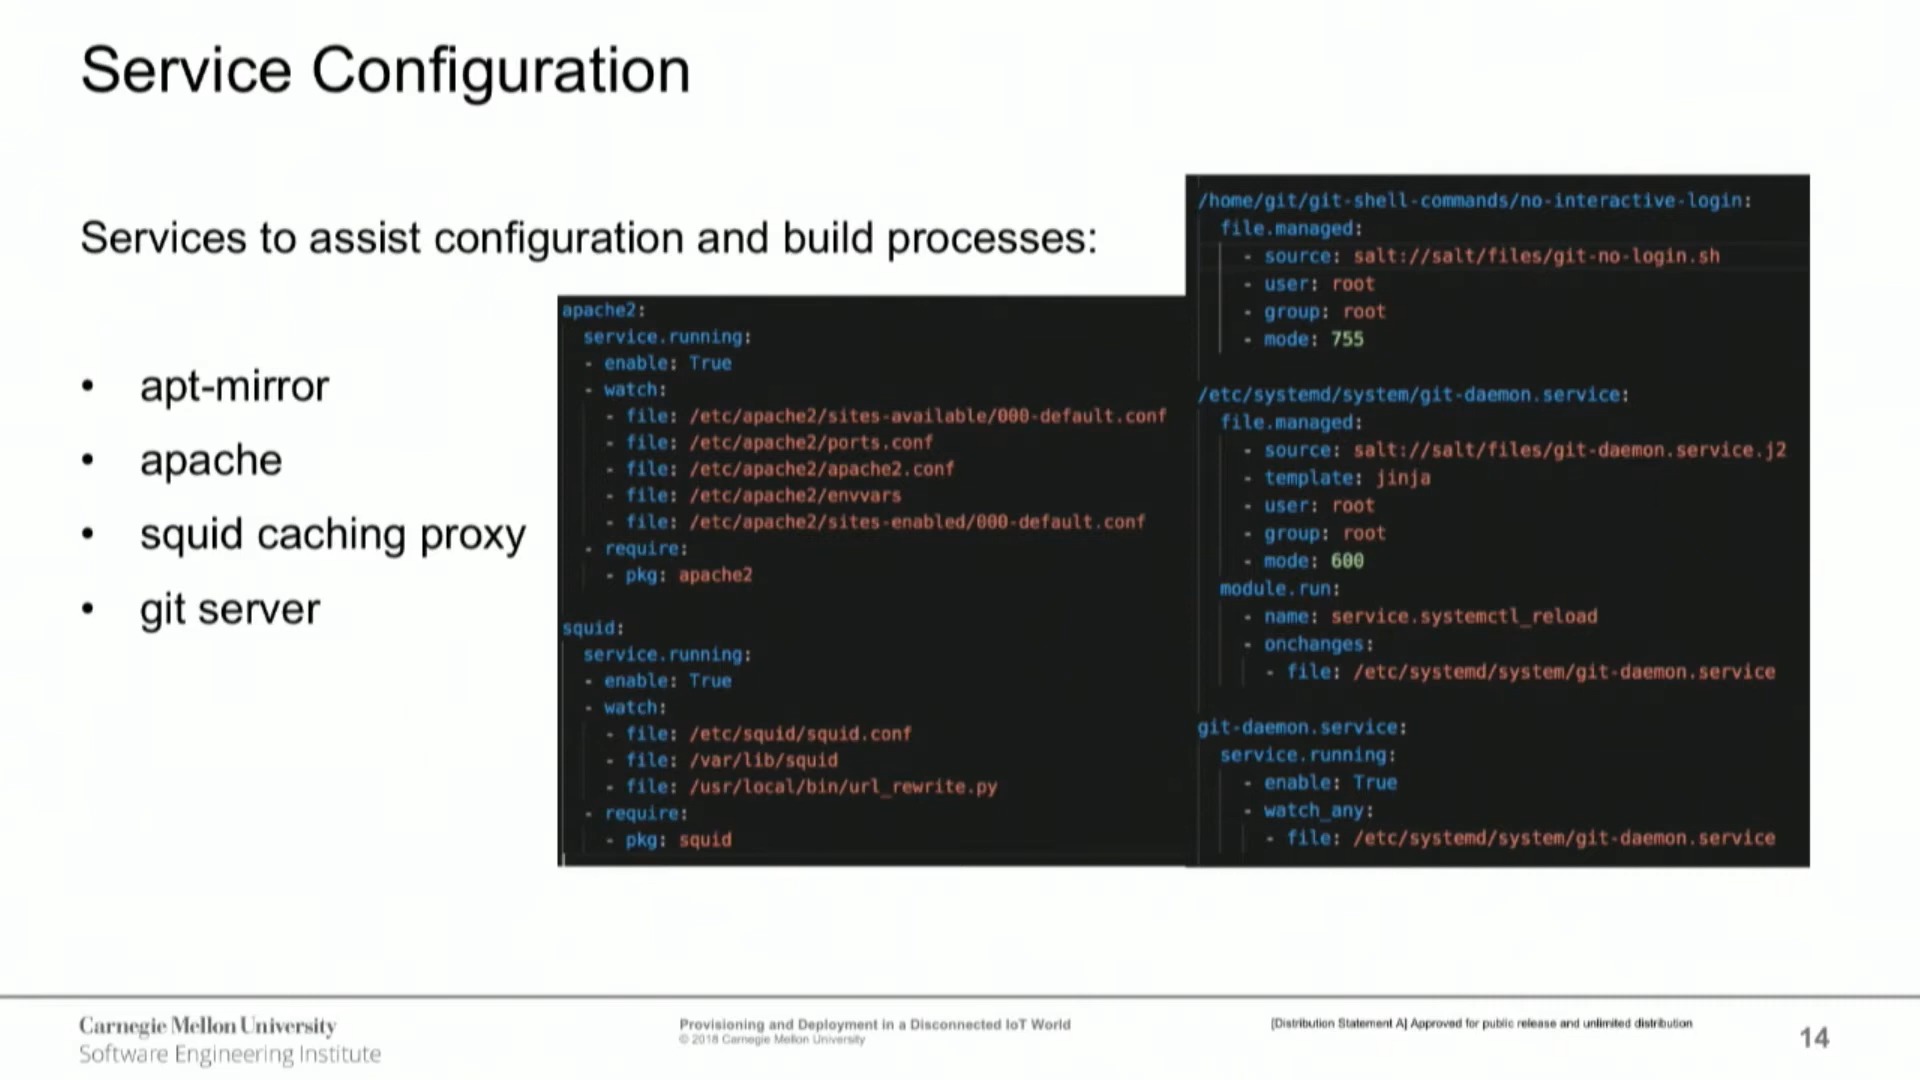 Service Configuration
Services to assist configuration and build processes:
• apt-mirror
• apache
• squid caching proxy
• git server
apache2:
  service.running:
  - enable: True
  - watch:
    - file: /etc/apache2/sites-available/000-default.conf
    - file: /etc/apache2/ports.conf
    - file: /etc/apache2/apache2.conf
    - file: /etc/apache2/envvars
    - file: /etc/apache2/sites-enabled/000-default.conf
  - require:
    - pkg: apache2
squid:
  service.running:
  - enable: True
  - watch:
    - file: /etc/squid/squid.conf
    - file: /var/lib/squid
    - file: /usr/local/bin/url_rewrite.py
  - require:
    - pkg: squid
/home/git/git-shell-commands/no-interactive-login:
  file.managed:
    - source: salt://salt/files/git-no-login.sh
    - user: root
    - group: root
    - mode: 755
/etc/systemd/system/git-daemon.service:
  file.managed:
    - source: salt://salt/files/git-daemon.service.j2
    - template: jinja
    - user: root
    - group: root
    - mode: 600
  module.run:
    - name: service.systemctl_reload
    - onchanges:
      - file: /etc/systemd/system/git-daemon.service
git-daemon.service:
  service.running:
    - enable: True
    - watch_any:
      - file: /etc/systemd/system/git-daemon.service
Carnegie Mellon University
Software Engineering Institute
Provisioning and Deployment in a Disconnected IoT World
© 2018 Carnegie Mellon University
[Distribution Statement A] Approved for public release and unlimited distribution
14